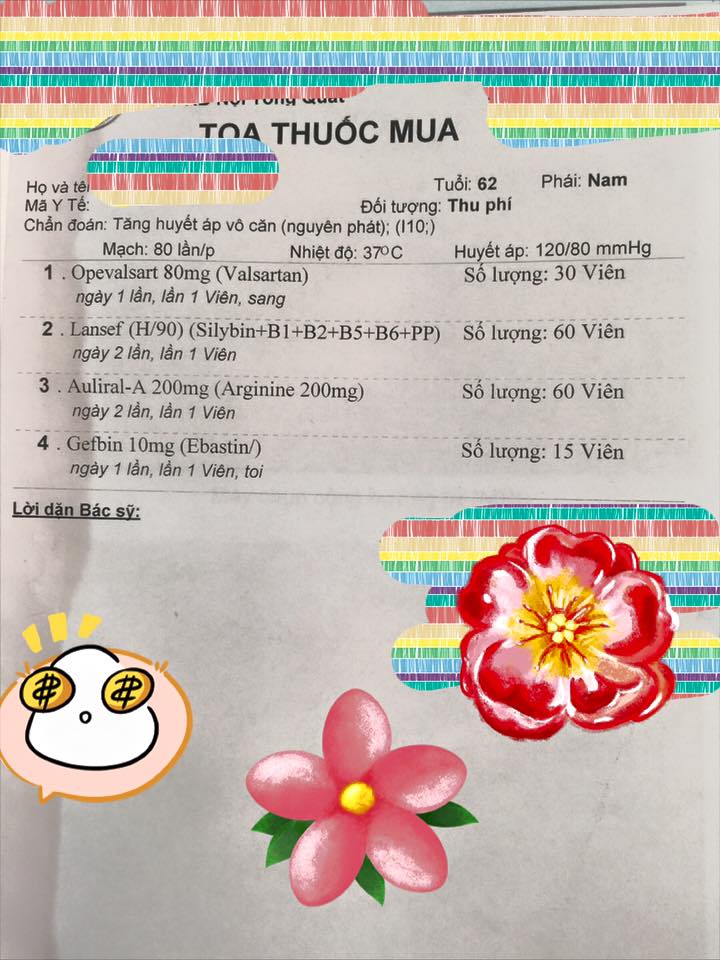 Nội Tổng Quát
TOA THUỐC MUA
Họ và tên
Tuổi: 62
Phái: Nam
Mã Y Tế:
Đối tượng: Thu phí
Chẩn đoán: Tăng huyết áp vô căn (nguyên phát); (I10;)
Mạch: 80 lần/p
Nhiệt độ: 37ºC
Huyết áp: 120/80 mmHg
1 . Opevalsart 80mg (Valsartan) Số lượng: 30 Viên
ngày 1 lần, lần 1 Viên, sang
2 . Lansef (H/90) (Silybin+B1+B2+B5+B6+PP) Số lượng: 60 Viên
ngày 2 lần, lần 1 Viên
3 . Auliral-A 200mg (Arginine 200mg) Số lượng: 60 Viên
ngày 2 lần, lần 1 Viên
4 . Gefbin 10mg (Ebastin/) Số lượng: 15 Viên
ngày 1 lần, lần 1 Viên, toi
Lời dặn Bác sỹ: